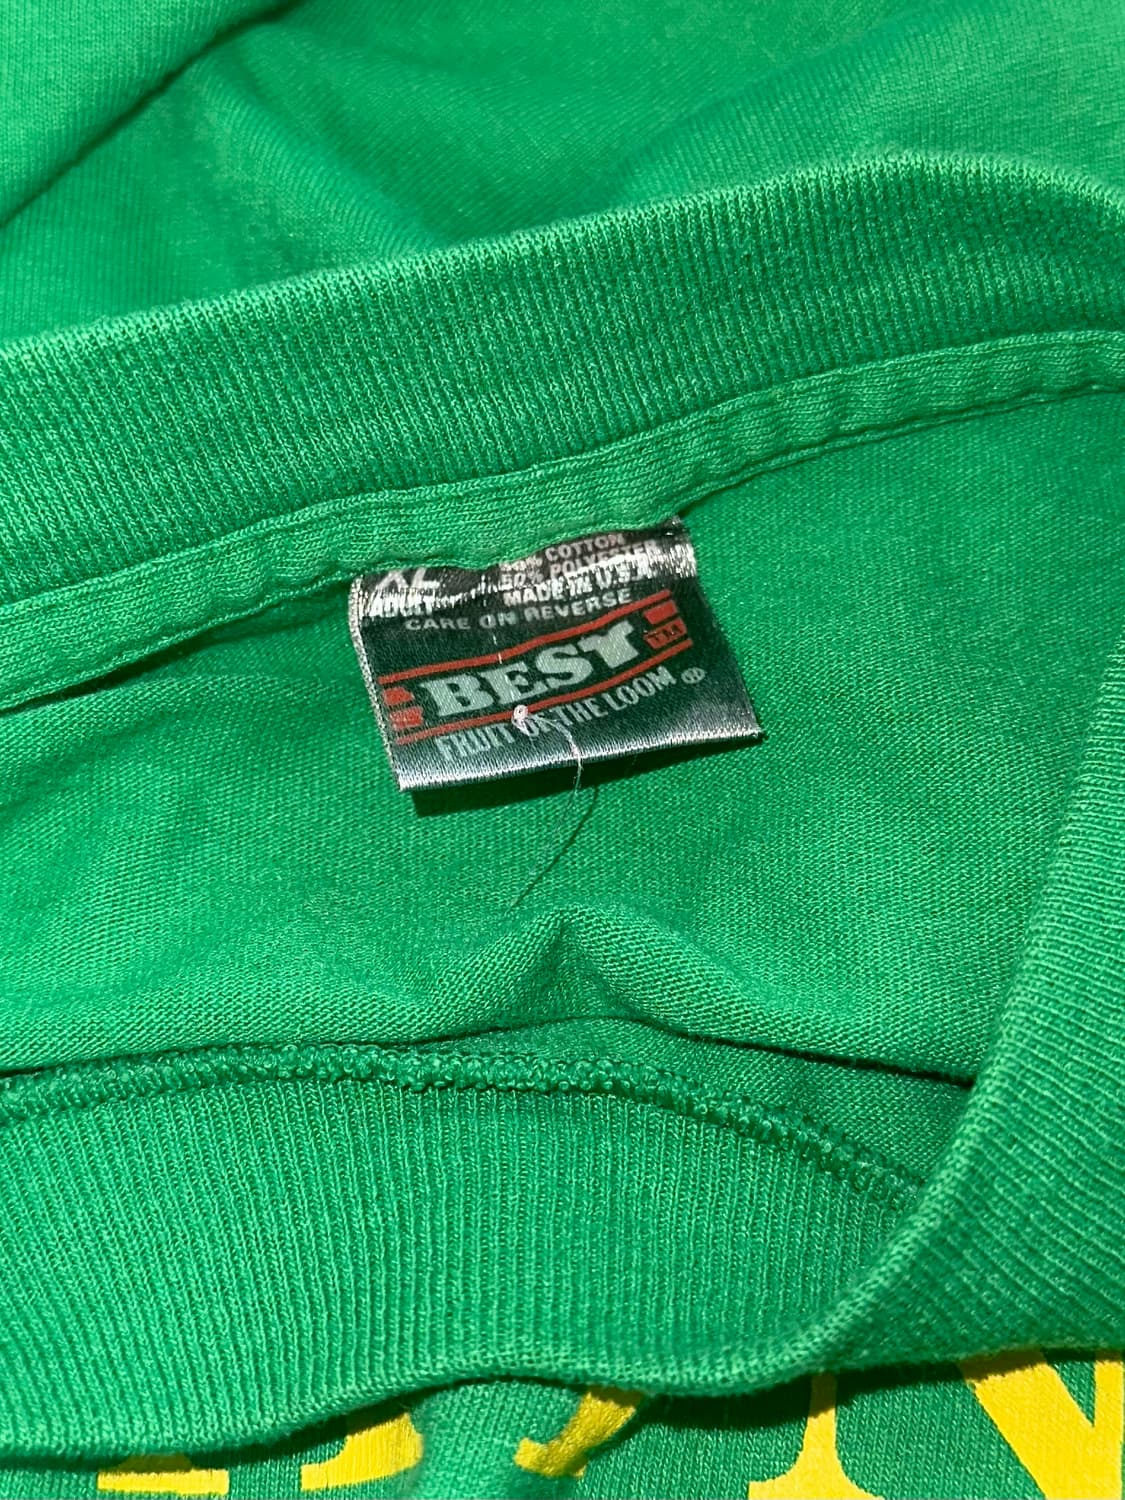 XL
ADULT
50% COTTON
50% POLYESTER
MADE IN U.S.A.
CARE ON REVERSE
BEST TM
FRUIT OF THE LOOM ®